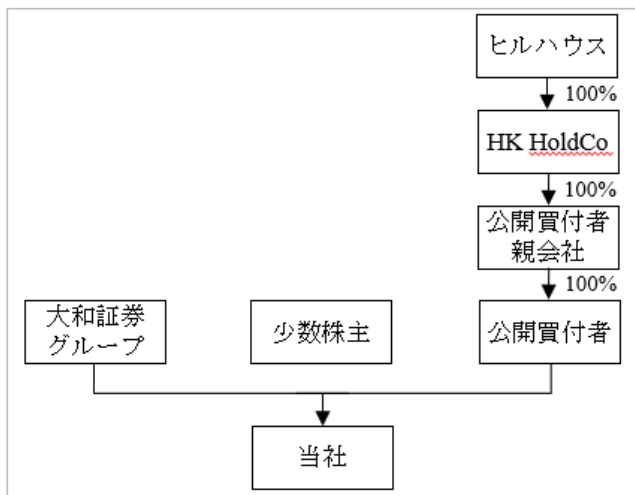 ヒルハウス
100%
HK HoldCo
100%
公開買付者
親会社
100%
大和証券
グループ
少数株主
公開買付者
当社